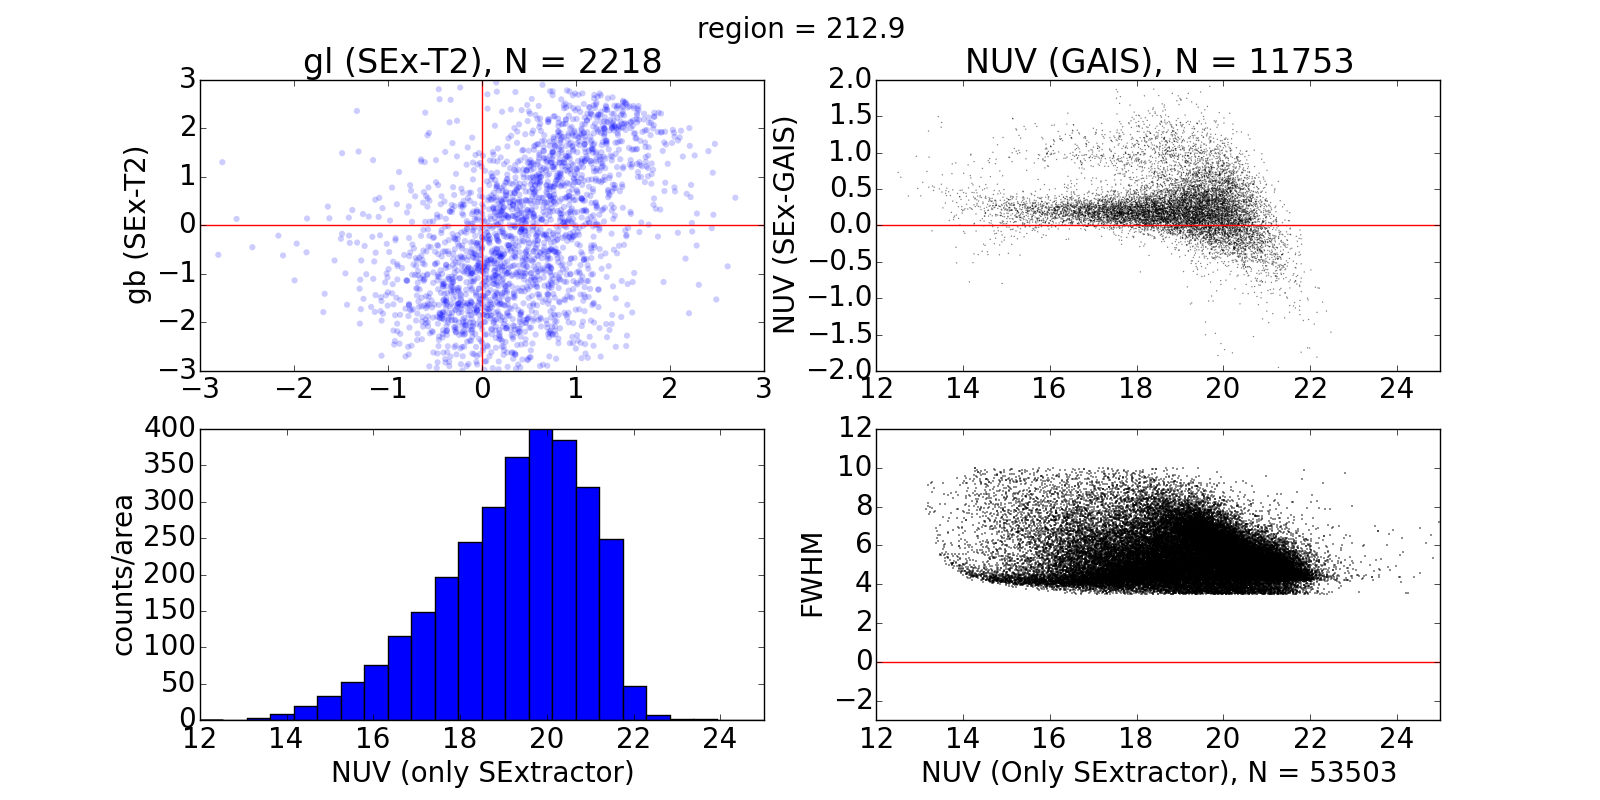 region = 212.9
gl (SEx-T2), N = 2218
NUV (GAIS), N = 11753
3
2
1
0
−1
−2
−3
gb (SEx-T2)
−3 −2 −1 0 1 2 3
2.0
1.5
1.0
0.5
0.0
−0.5
−1.0
−1.5
−2.0
NUV (SEx-GAIS)
12 14 16 18 20 22 24
400
350
300
250
200
150
100
50
0
counts/area
12 14 16 18 20 22 24
NUV (only SExtractor)
12
10
8
6
4
2
0
−2
FWHM
12 14 16 18 20 22 24
NUV (Only SExtractor), N = 53503